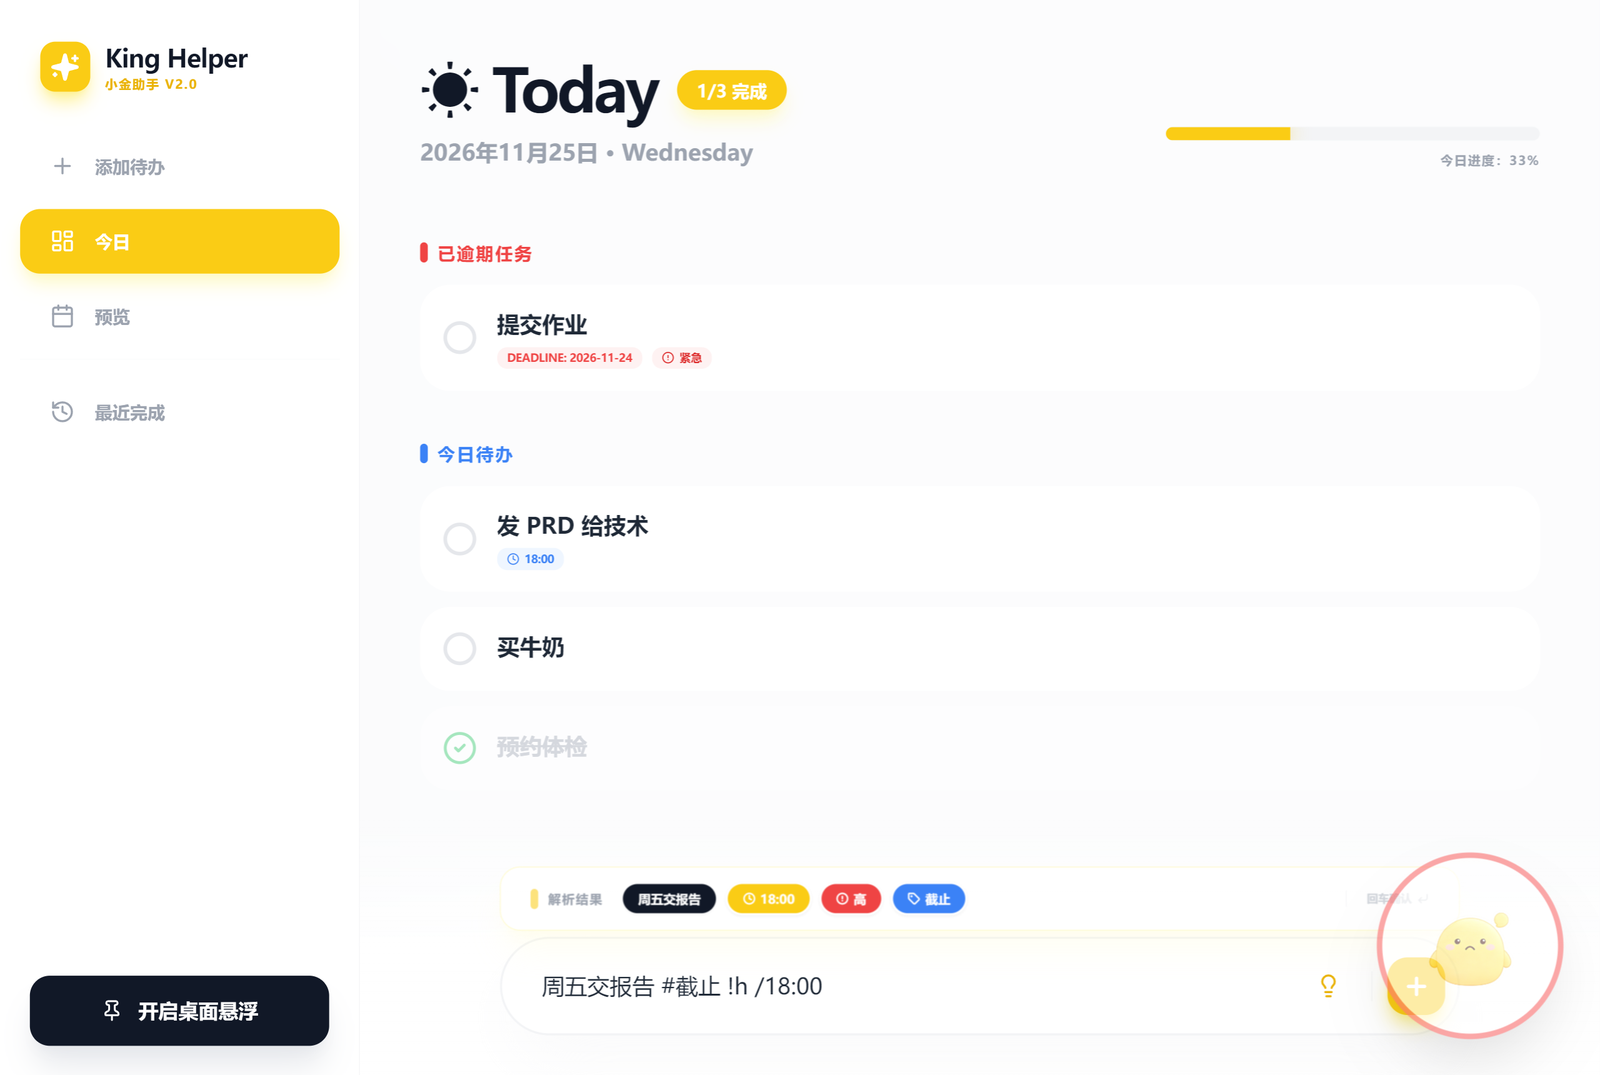 King Helper
小金助手 V2.0
添加待办
今日
预览
最近完成
开启桌面悬浮
Today
1/3 完成
2026年11月25日 • Wednesday
今日进度：33%
已逾期任务
提交作业
DEADLINE: 2026-11-24
紧急
今日待办
发 PRD 给技术
18:00
买牛奶
预约体检
解析结果
周五交报告
18:00
高
截止
回车确认
周五交报告 #截止 !h /18:00